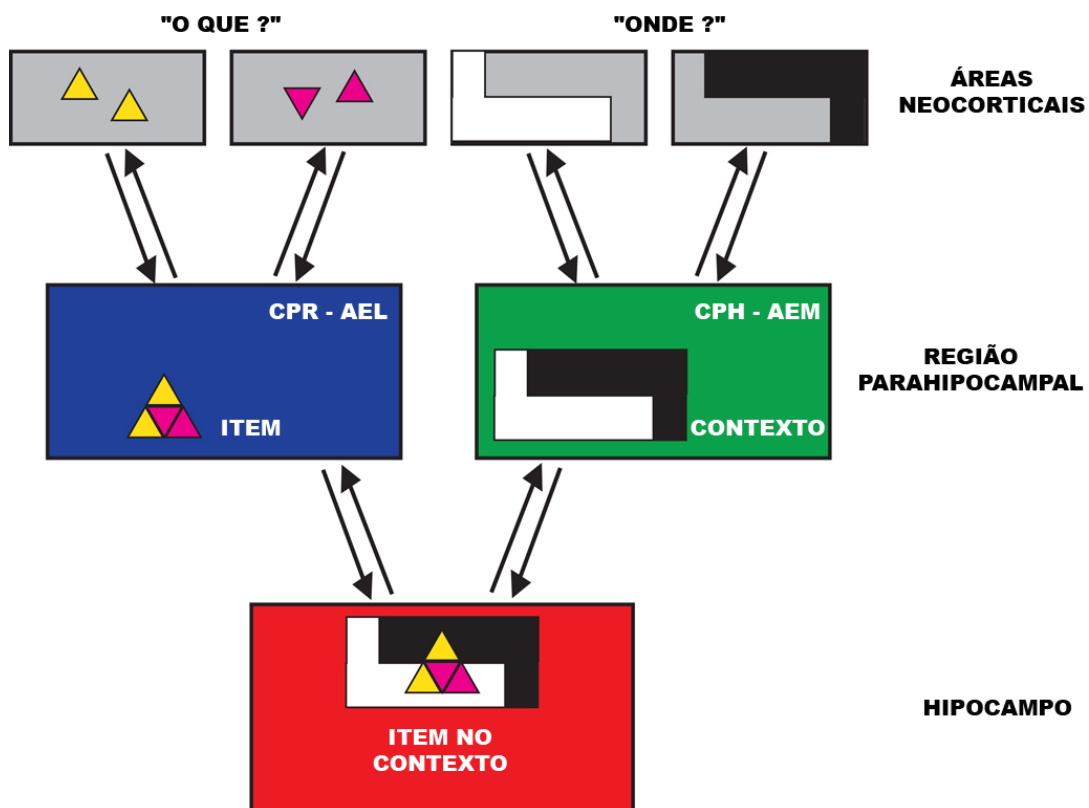 "O QUE ?"
"ONDE ?"
ÁREAS
NEOCORTICAIS
CPR - AEL
ITEM
CPH - AEM
CONTEXTO
REGIÃO
PARAHIPOCAMPAL
ITEM NO
CONTEXTO
HIPOCAMPO